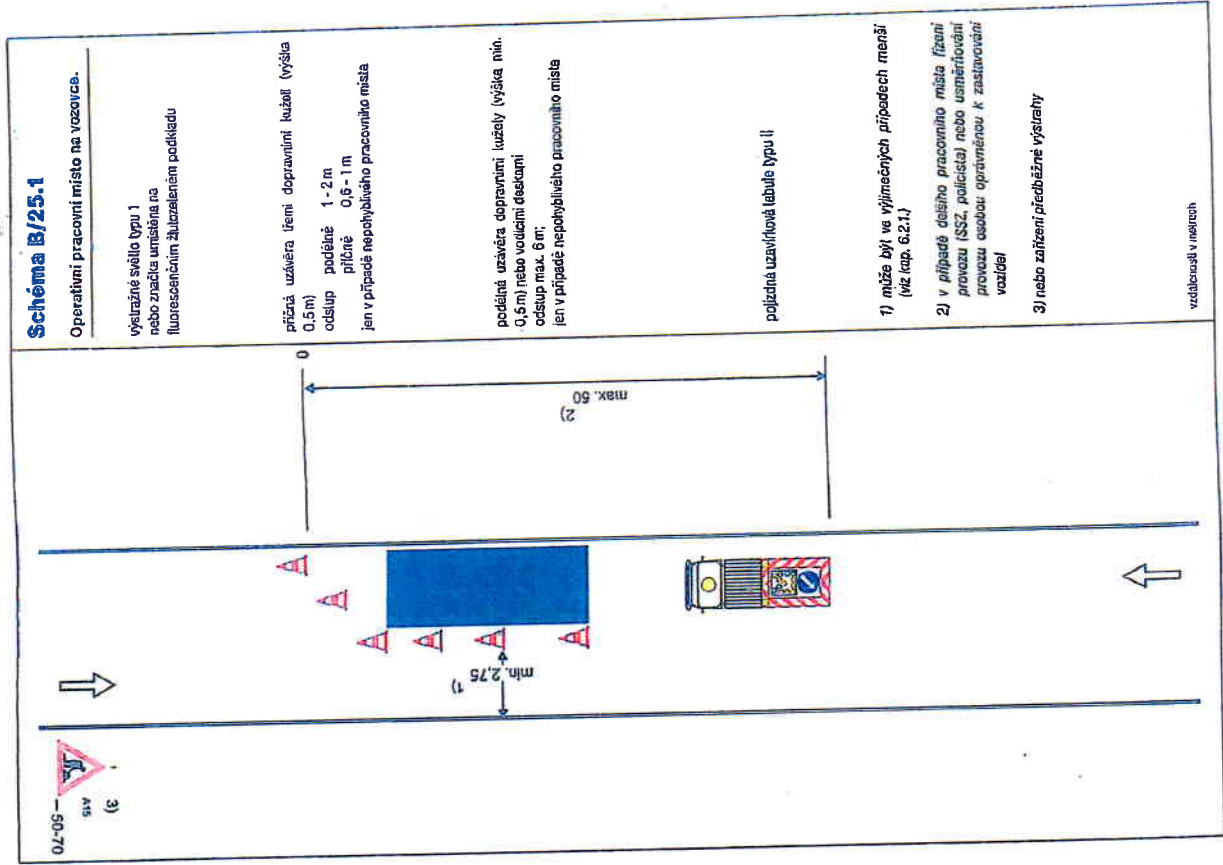 Schéma B/25.1
Operativní pracovní místo na vozovce.
výstražné světlo typu 1
nebo značka umístěna na
fluorescenčním žlutozeleném podkladu
příčná uzávěra třemi dopravními kuželi (výška
0,5m)
odstup podélně 1 - 2 m
příčně 0,6 - 1 m
jen v případě nepohyblivého pracovního místa
podélná uzávěra dopravními kužely (výška min.
0,5 m) nebo vodicími deskami
odstup max. 6 m;
jen v případě nepohyblivého pracovního místa
pojízdná uzavírková tabule typu II
1) může být ve výjimečných případech menší
(viz kap. 6.2.1.)
2) v případě delšího pracovního místa řízení
provozu (SSZ, policista) nebo usměrňování
provozu osobou oprávněnou k zastavování
vozidel
3) nebo zařízení předběžné výstrahy
vzdálenosti v metrech
50-70
A15
3)
0
max. 50
2)
min. 2,75
1)